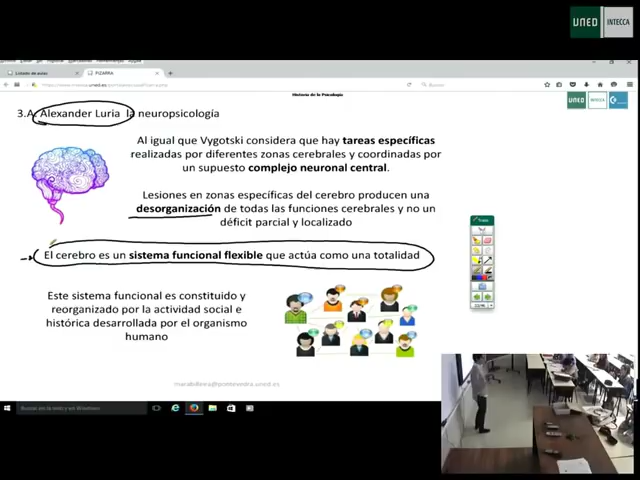 UNED INTECCA
PIZARRA
Buscar
Historia de la Psicología
UNED INTECCA
3.A. Alexander Luria la neuropsicología
Al igual que Vygotski considera que hay tareas específicas
realizadas por diferentes zonas cerebrales y coordinadas por
un supuesto complejo neuronal central.
Lesiones en zonas específicas del cerebro producen una
desorganización de todas las funciones cerebrales y no un
déficit parcial y localizado
El cerebro es un sistema funcional flexible que actúa como una totalidad
Este sistema funcional es constituido y
reorganizado por la actividad social e
histórica desarrollada por el organismo
humano
Buscar en la web y en Windows